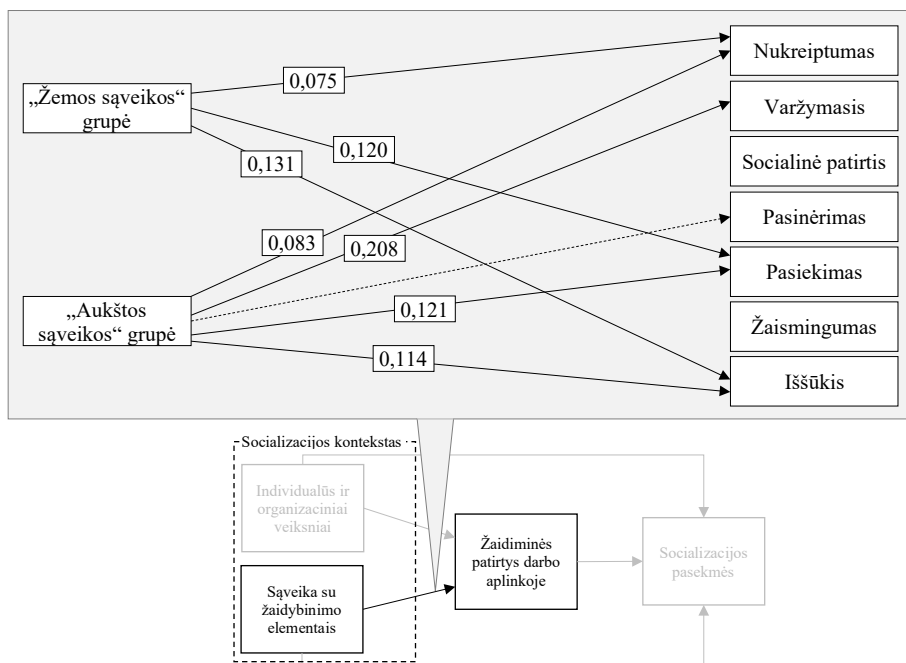 Nukreiptumas
0,075
„Žemos sąveikos“
grupė
Varžymasis
0,120
0,131
Socialinė patirtis
Pasinėrimas
0,083
0,208
Pasiekimas
„Aukštos
sąveikos“ grupė
0,121
Žaismingumas
0,114
Iššūkis
Socializacijos kontekstas
Individualūs ir
organizaciniai
veiksniai
Žaidiminės
patirtys darbo
aplinkoje
Socializacijos
pasekmės
Sąveika su
žaidybinimo
elementais